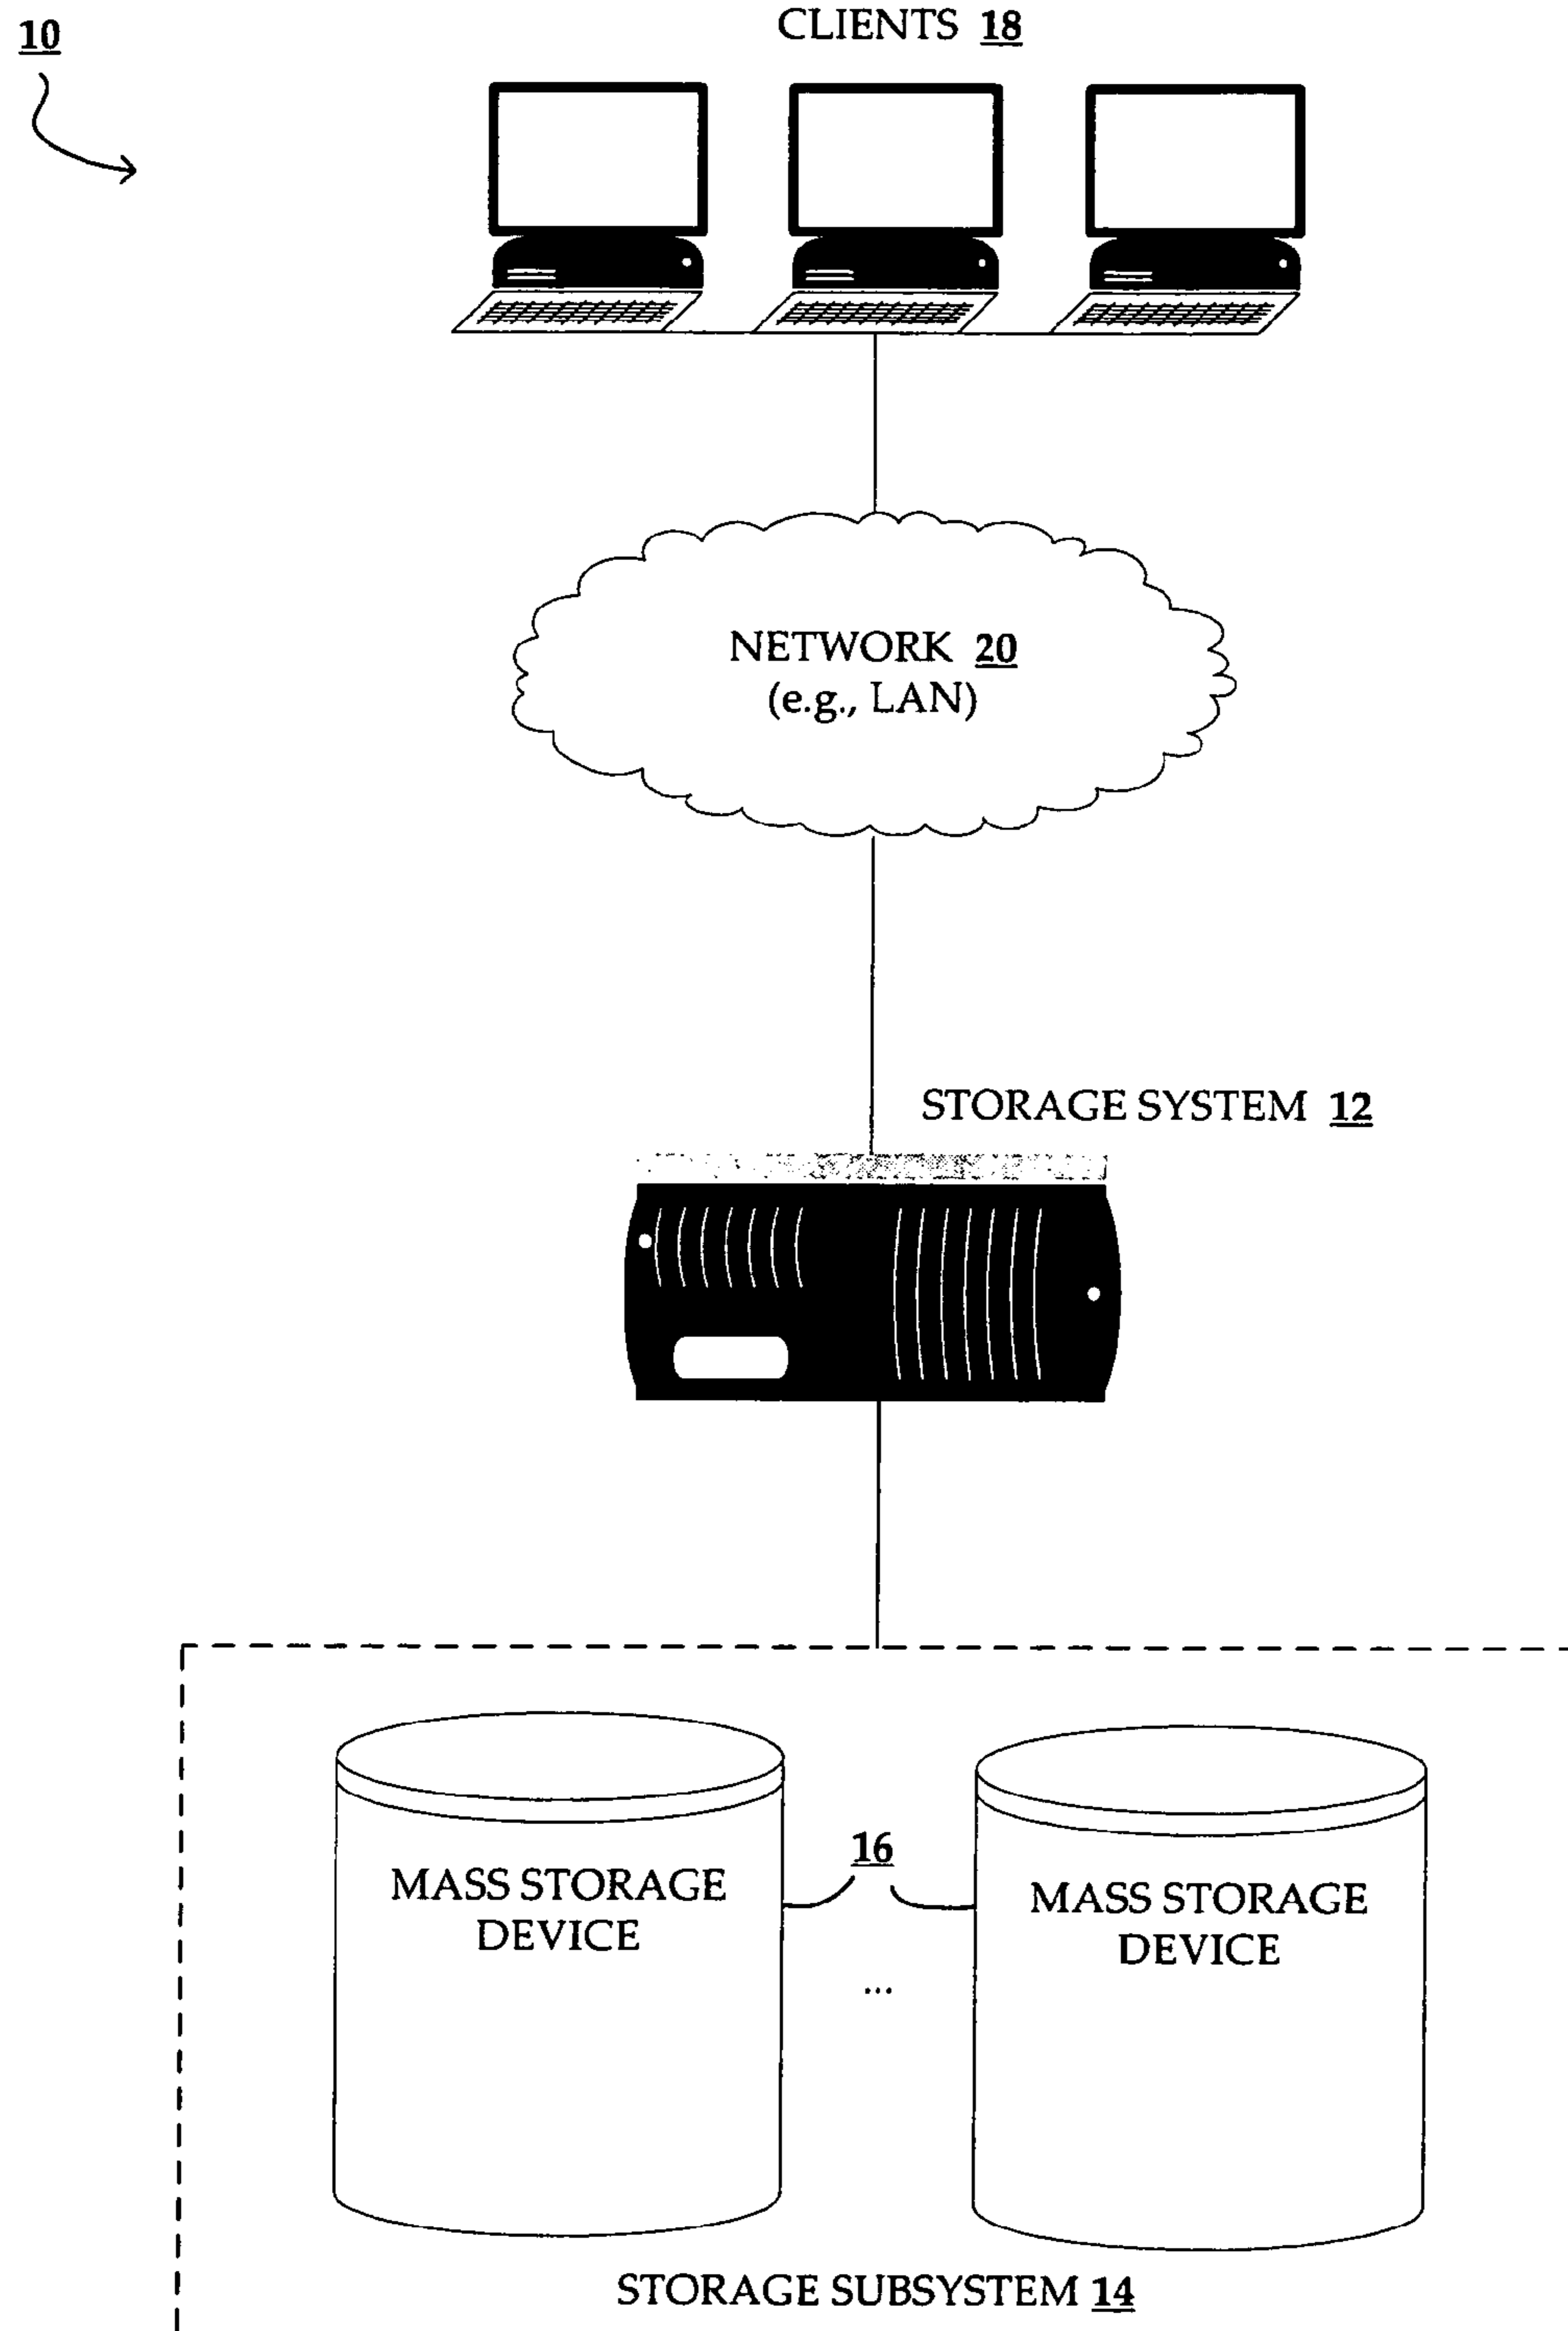 10
CLIENTS 18
NETWORK 20
(e.g., LAN)
STORAGE SYSTEM 12
16
MASS STORAGE
DEVICE
MASS STORAGE
DEVICE
...
STORAGE SUBSYSTEM 14